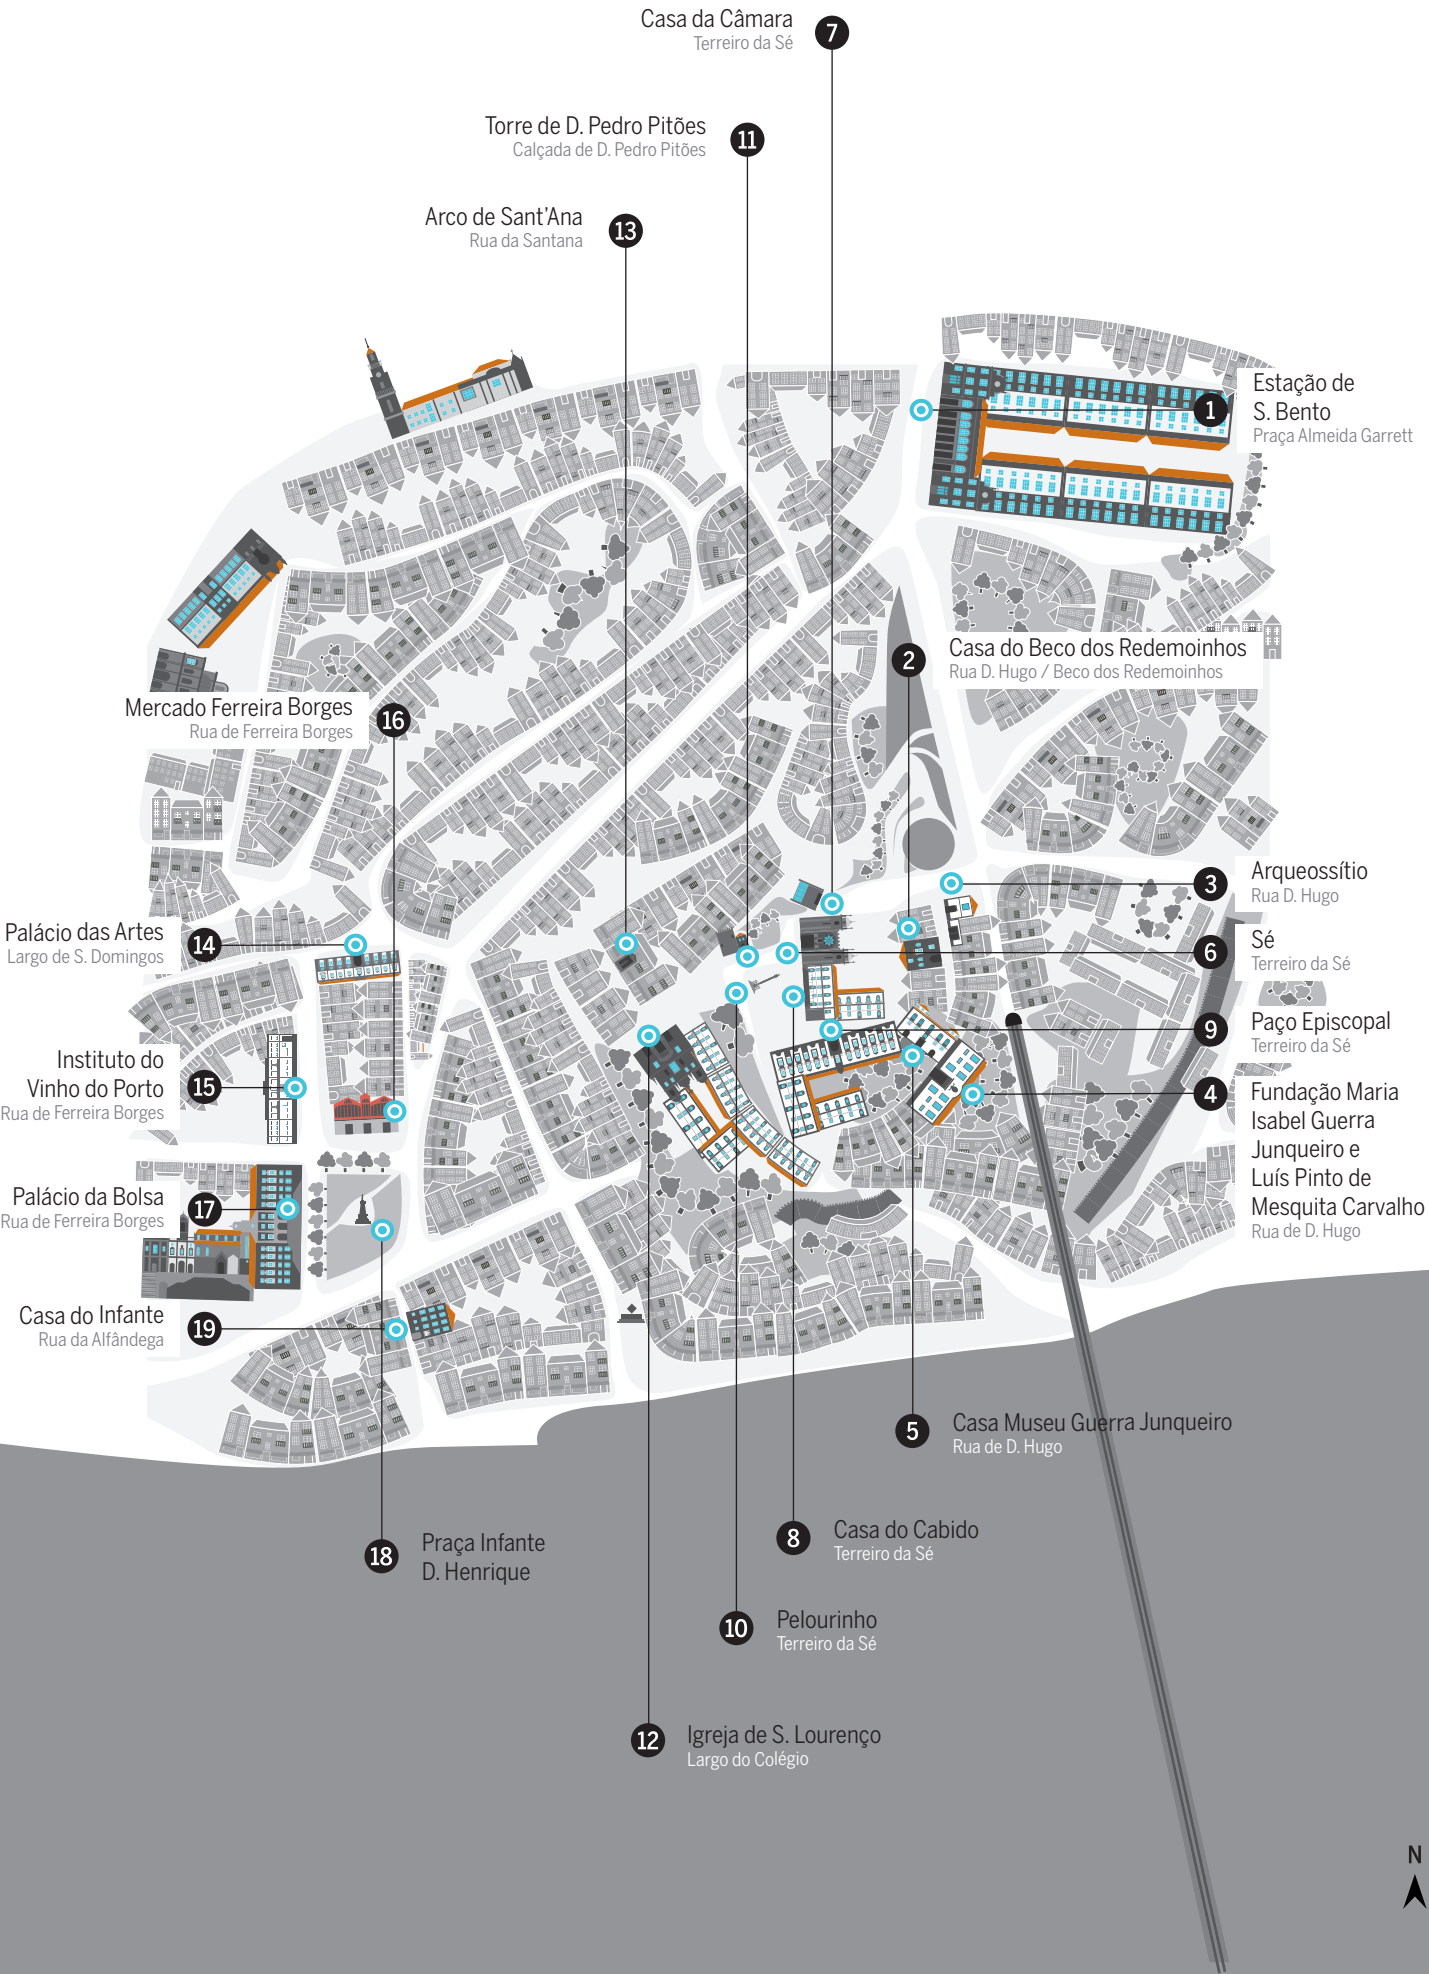 Casa da Câmara
Terreiro da Sé
7
Torre de D. Pedro Pitões
Calçada de D. Pedro Pitões
11
Arco de Sant'Ana
Rua da Santana
13
1
Estação de
S. Bento
Praça Almeida Garrett
2
Casa do Beco dos Redemoinhos
Rua D. Hugo / Beco dos Redemoinhos
Mercado Ferreira Borges
Rua de Ferreira Borges
16
3
Arqueossítio
Rua D. Hugo
Palácio das Artes
Largo de S. Domingos
14
6
Sé
Terreiro da Sé
9
Paço Episcopal
Terreiro da Sé
Instituto do
Vinho do Porto
Rua de Ferreira Borges
15
4
Fundação Maria
Isabel Guerra
Junqueiro e
Luís Pinto de
Mesquita Carvalho
Rua de D. Hugo
Palácio da Bolsa
Rua de Ferreira Borges
17
Casa do Infante
Rua da Alfândega
19
5
Casa Museu Guerra Junqueiro
Rua de D. Hugo
8
Casa do Cabido
Terreiro da Sé
18
Praça Infante
D. Henrique
10
Pelourinho
Terreiro da Sé
12
Igreja de S. Lourenço
Largo do Colégio
N